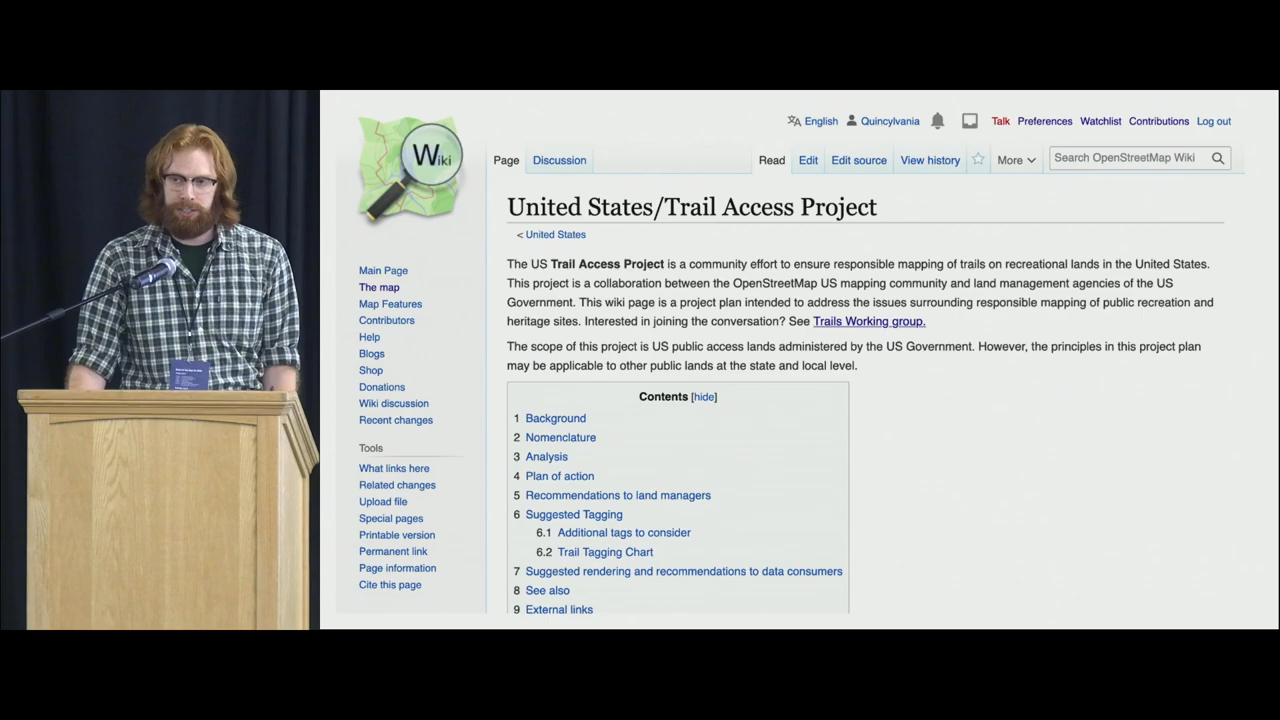 Wiki
English
Quincylvania
Talk
Preferences
Watchlist
Contributions
Log out
Page
Discussion
Read
Edit
Edit source
View history
More
Search OpenStreetMap Wiki
United States/Trail Access Project
< United States
The US Trail Access Project is a community effort to ensure responsible mapping of trails on recreational lands in the United States.
This project is a collaboration between the OpenStreetMap US mapping community and land management agencies of the US
Government. This wiki page is a project plan intended to address the issues surrounding responsible mapping of public recreation and
heritage sites. Interested in joining the conversation? See Trails Working group.
The scope of this project is US public access lands administered by the US Government. However, the principles in this project plan
may be applicable to other public lands at the state and local level.
Contents [hide]
1 Background
2 Nomenclature
3 Analysis
4 Plan of action
5 Recommendations to land managers
6 Suggested Tagging
6.1 Additional tags to consider
6.2 Trail Tagging Chart
7 Suggested rendering and recommendations to data consumers
8 See also
9 External links
Main Page
The map
Map Features
Contributors
Help
Blogs
Shop
Donations
Wiki discussion
Recent changes
Tools
What links here
Related changes
Upload file
Special pages
Printable version
Permanent link
Page information
Cite this page